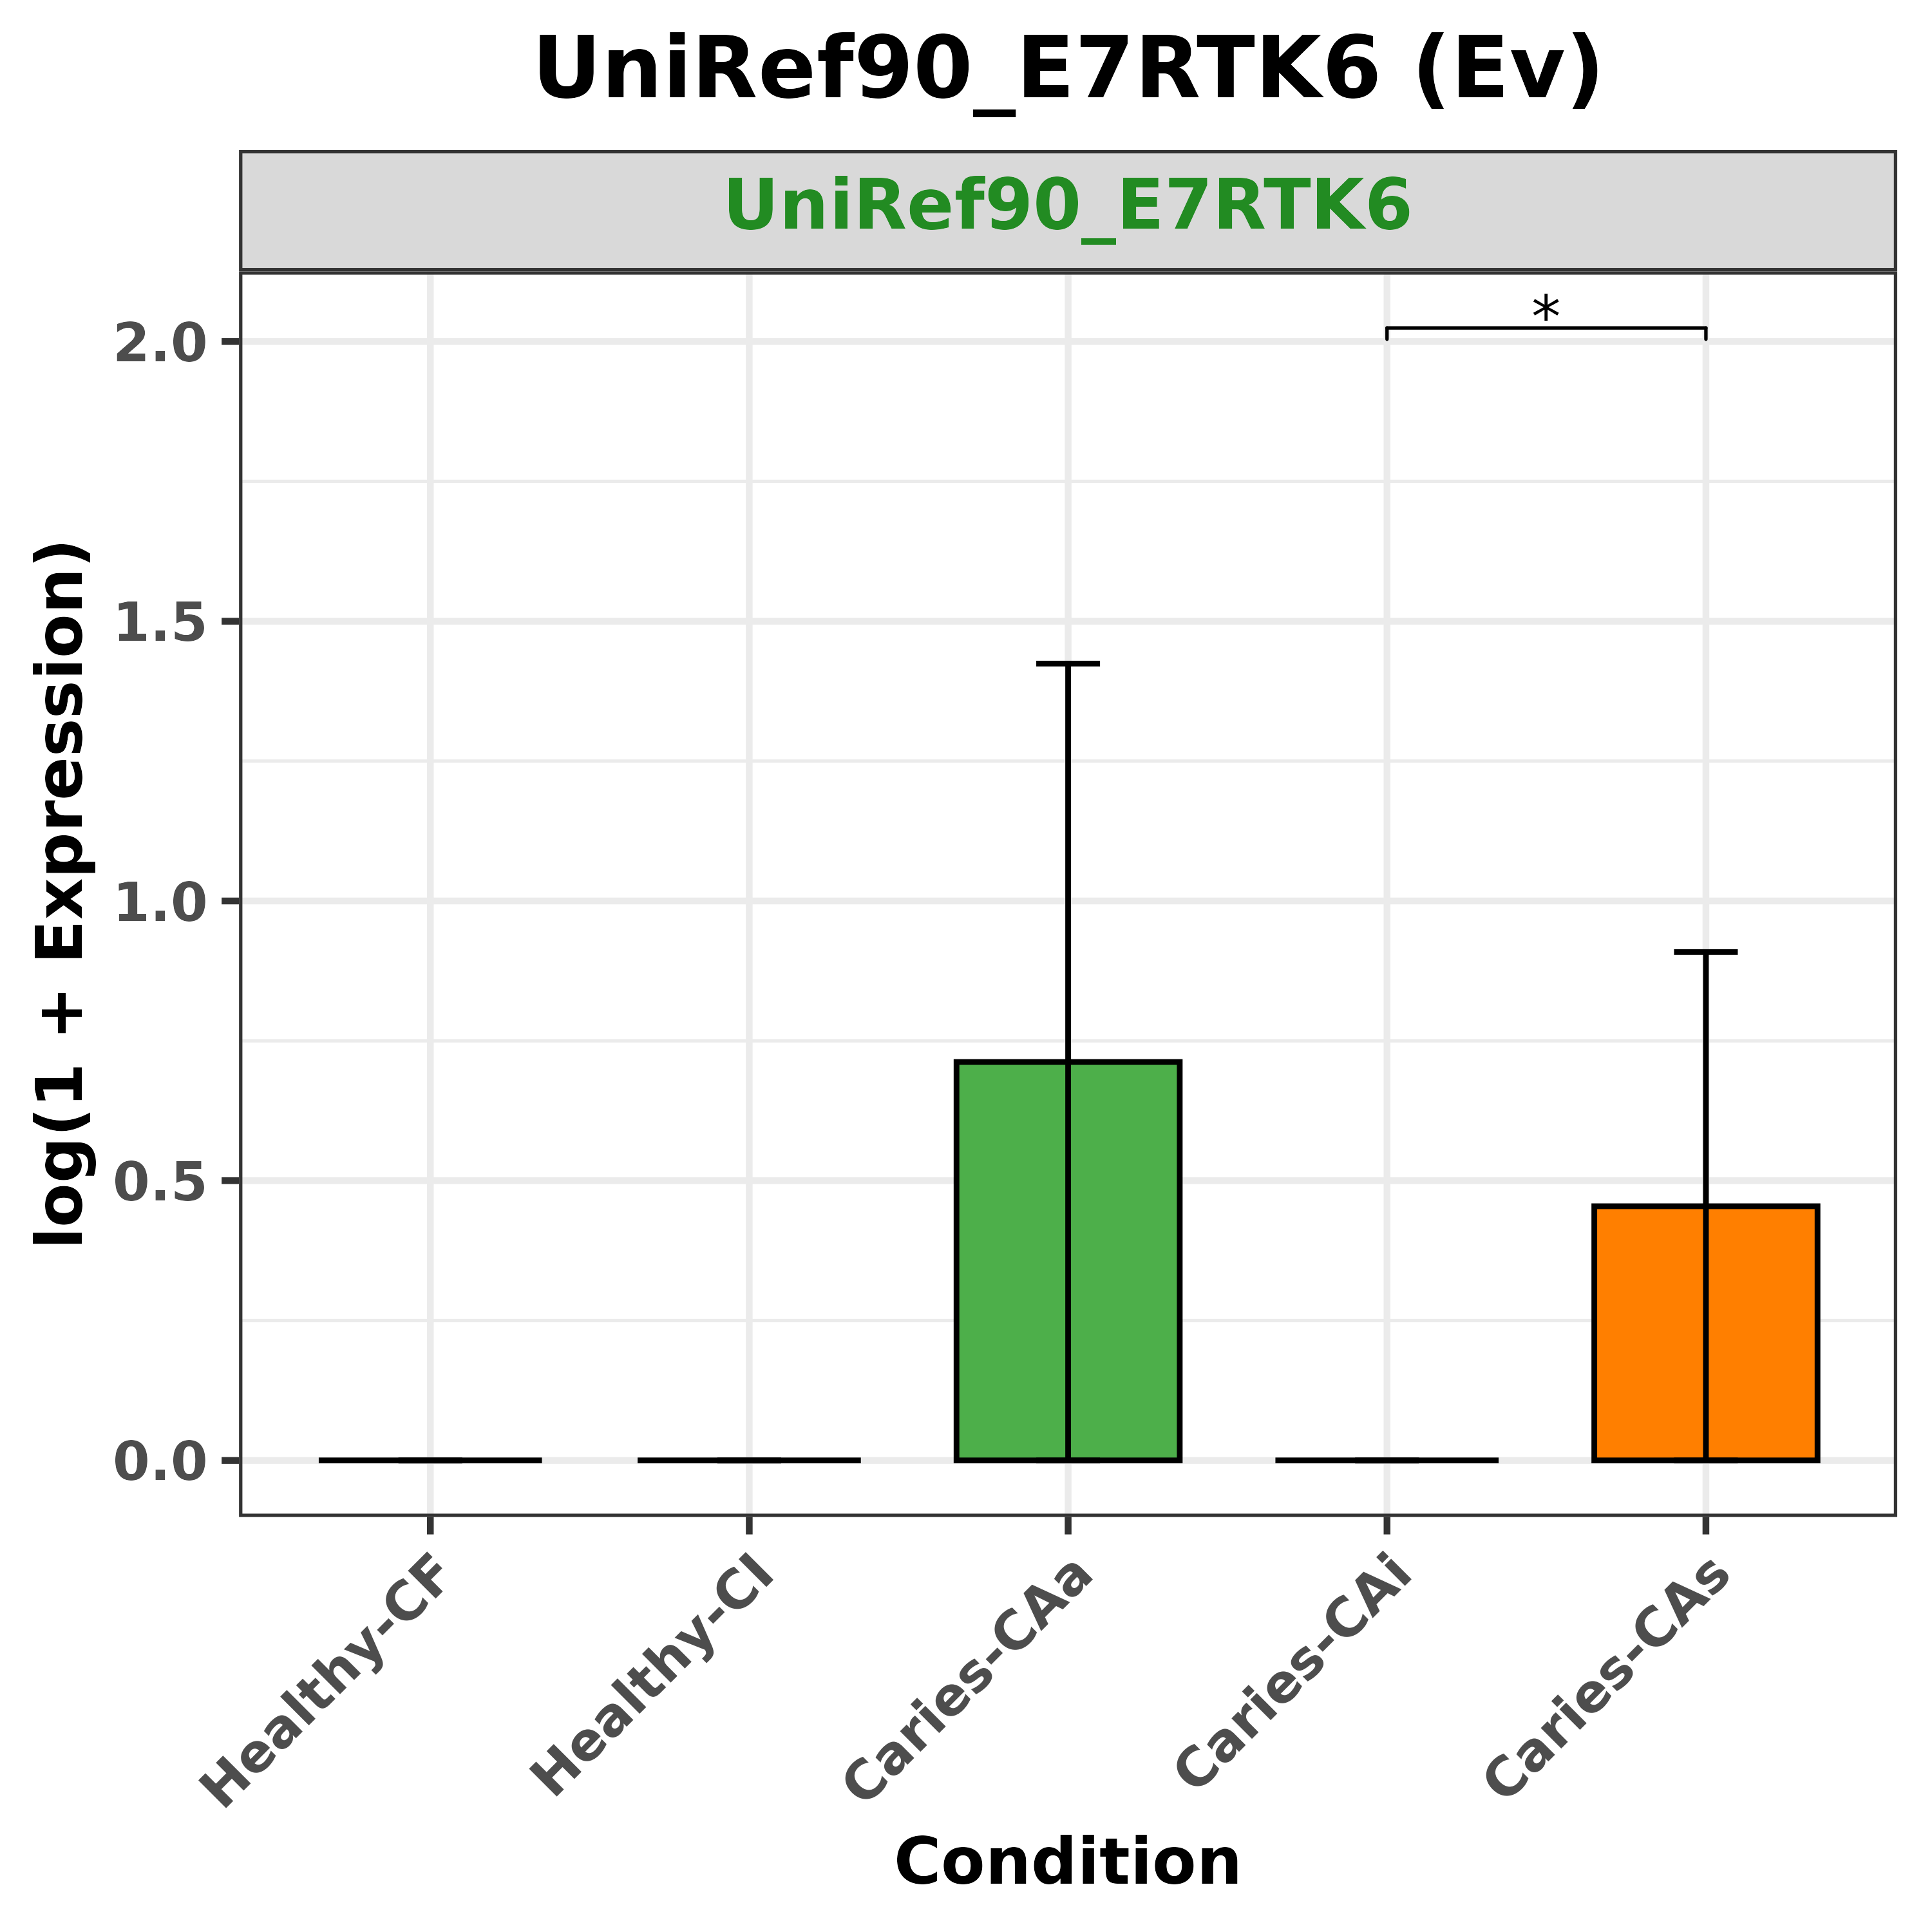 UniRef90_E7RTK6 (Ev)
UniRef90_E7RTK6
*
log(1 + Expression)
2.0
1.5
1.0
0.5
0.0
Healthy-CF
Healthy-CI
Caries-CAa
Caries-CAi
Caries-CAs
Condition